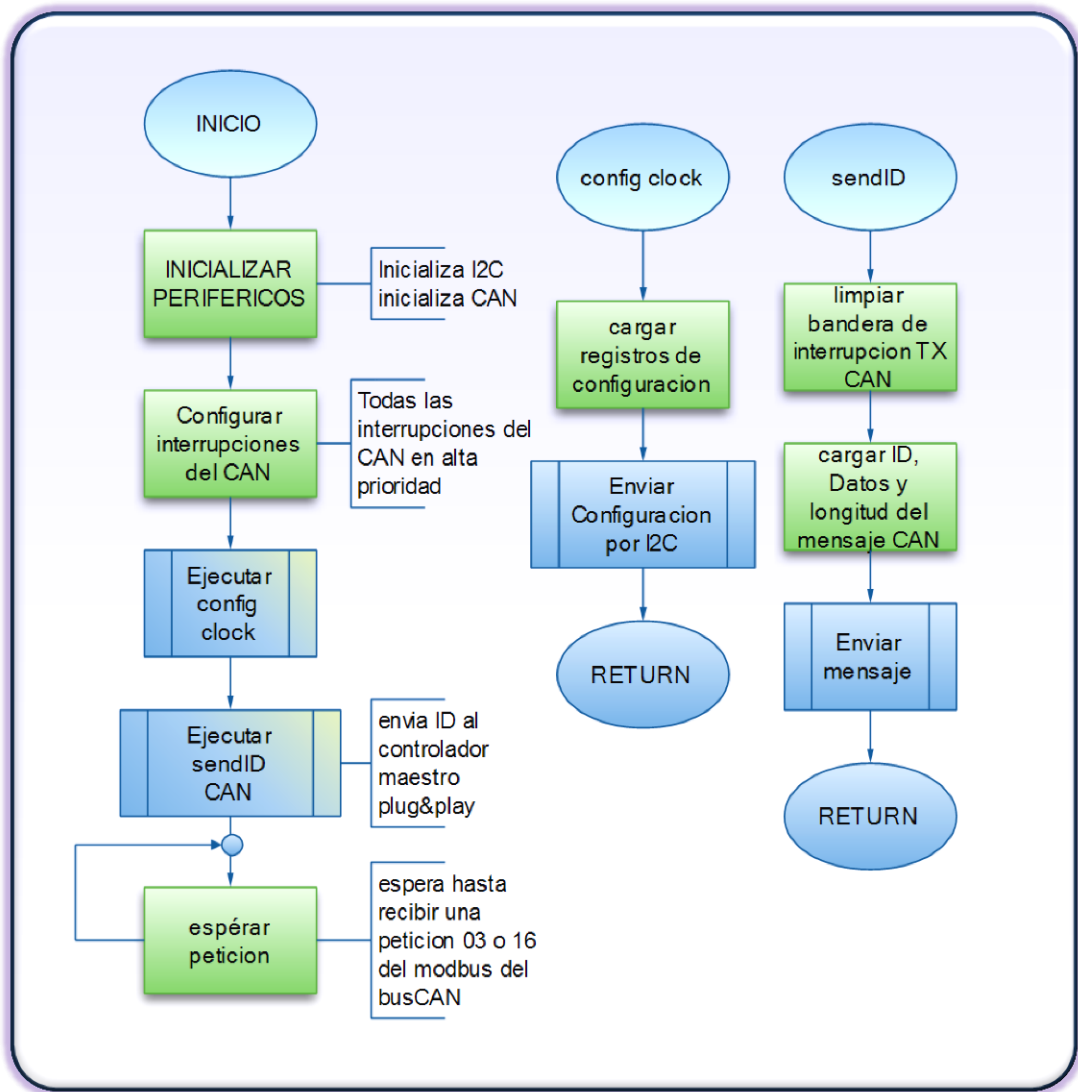 INICIO
INICIALIZAR
PERIFERICOS
Inicializa I2C
inicializa CAN
Configurar
interrupciones
del CAN
Todas las
interrupciones del
CAN en alta
prioridad
Ejecutar
config
clock
Ejecutar
sendID
CAN
envia ID al
controlador
maestro
plug&play
espérar
peticion
espera hasta
recibir una
peticion 03 o 16
del modbus del
busCAN
config clock
cargar
registros de
configuracion
Enviar
Configuracion
por I2C
RETURN
sendID
limpiar
bandera de
interrupcion TX
CAN
cargar ID,
Datos y
longitud del
mensaje CAN
Enviar
mensaje
RETURN